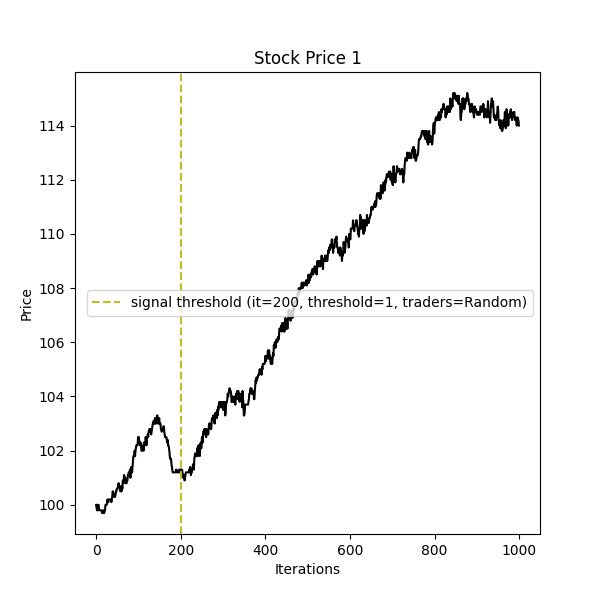 Stock Price 1
114
112
110
108
106
104
102
100
Price
signal threshold (it=200, threshold=1, traders=Random)
0 200 400 600 800 1000
Iterations